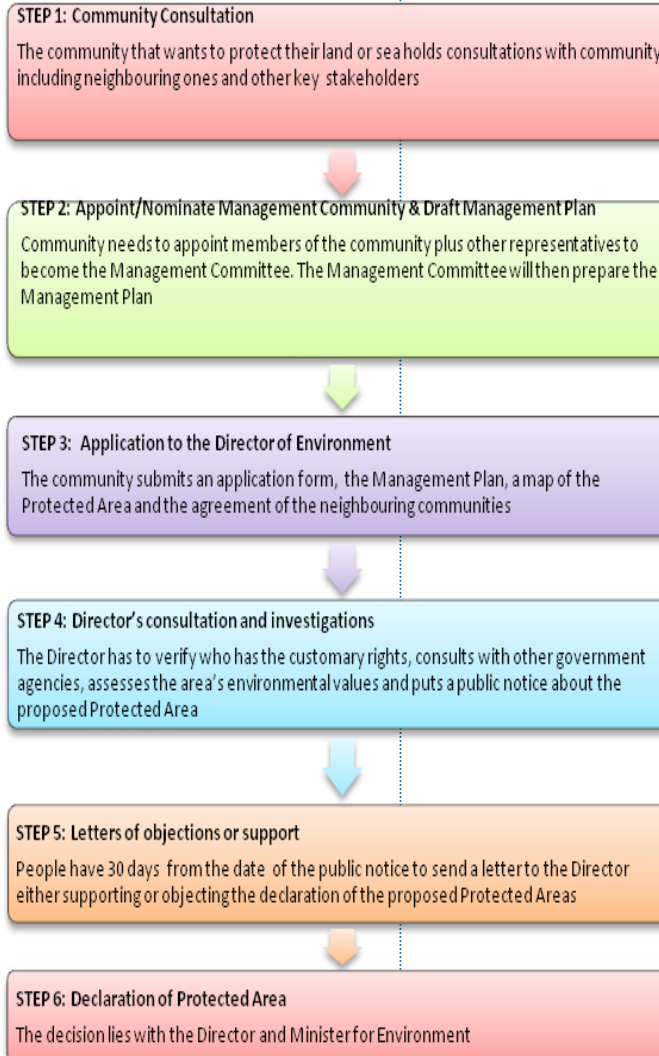 STEP 1: Community Consultation
The community that wants to protect their land or sea holds consultations with community
including neighbouring ones and other key stakeholders
STEP 2: Appoint/Nominate Management Community & Draft Management Plan
Community needs to appoint members of the community plus other representatives to
become the Management Committee. The Management Committee will then prepare the
Management Plan
STEP 3: Application to the Director of Environment
The community submits an application form, the Management Plan, a map of the
Protected Area and the agreement of the neighbouring communities
STEP 4: Director's consultation and investigations
The Director has to verify who has the customary rights, consults with other government
agencies, assesses the area's environmental values and puts a public notice about the
proposed Protected Area
STEP 5: Letters of objections or support
People have 30 days from the date of the public notice to send a letter to the Director
either supporting or objecting the declaration of the proposed Protected Areas
STEP 6: Declaration of Protected Area
The decision lies with the Director and Minister for Environment